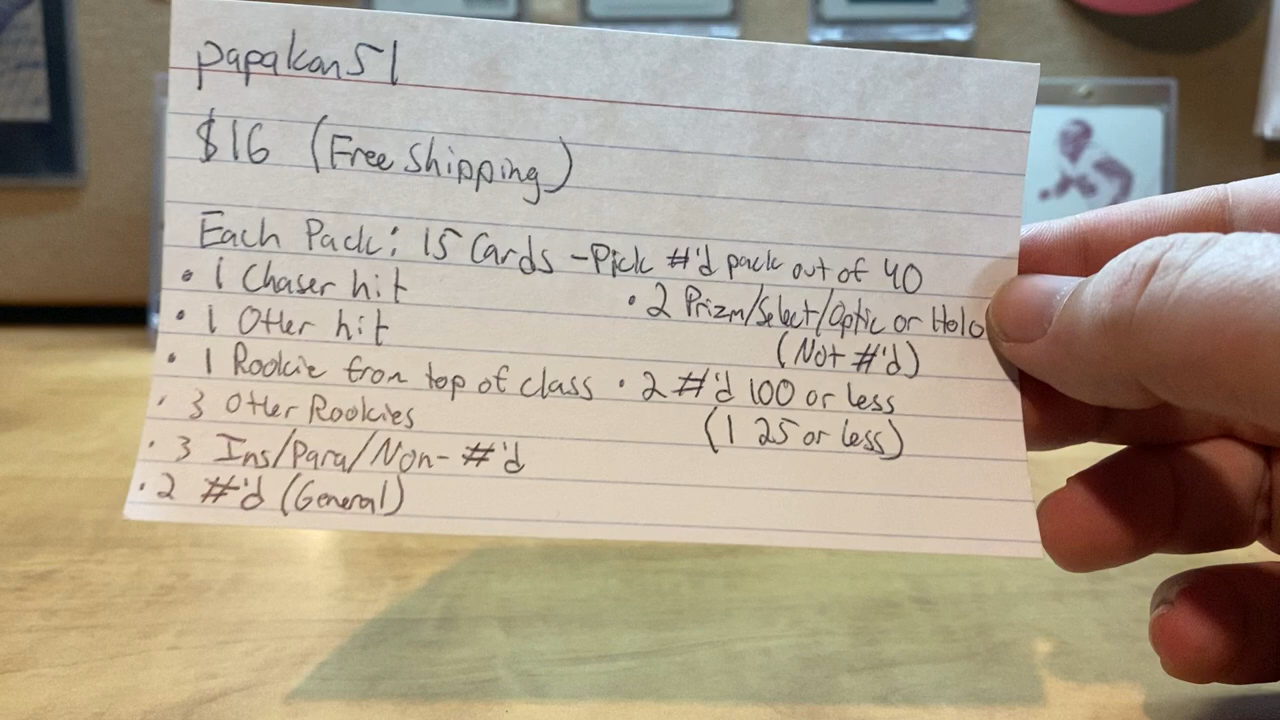 papakan51
$16 (Free Shipping)
Each Pack: 15 Cards - Pick #'d pack out of 40
• 1 Chaser hit
• 1 Other hit
• 1 Rookie from top of class
• 3 Other Rookies
• 3 Ins/Para/Non-#'d
• 2 #'d (General)
• 2 Prizm/Select/Optic or Holo
(Not #'d)
• 2 #'d 100 or less
(1 25 or less)